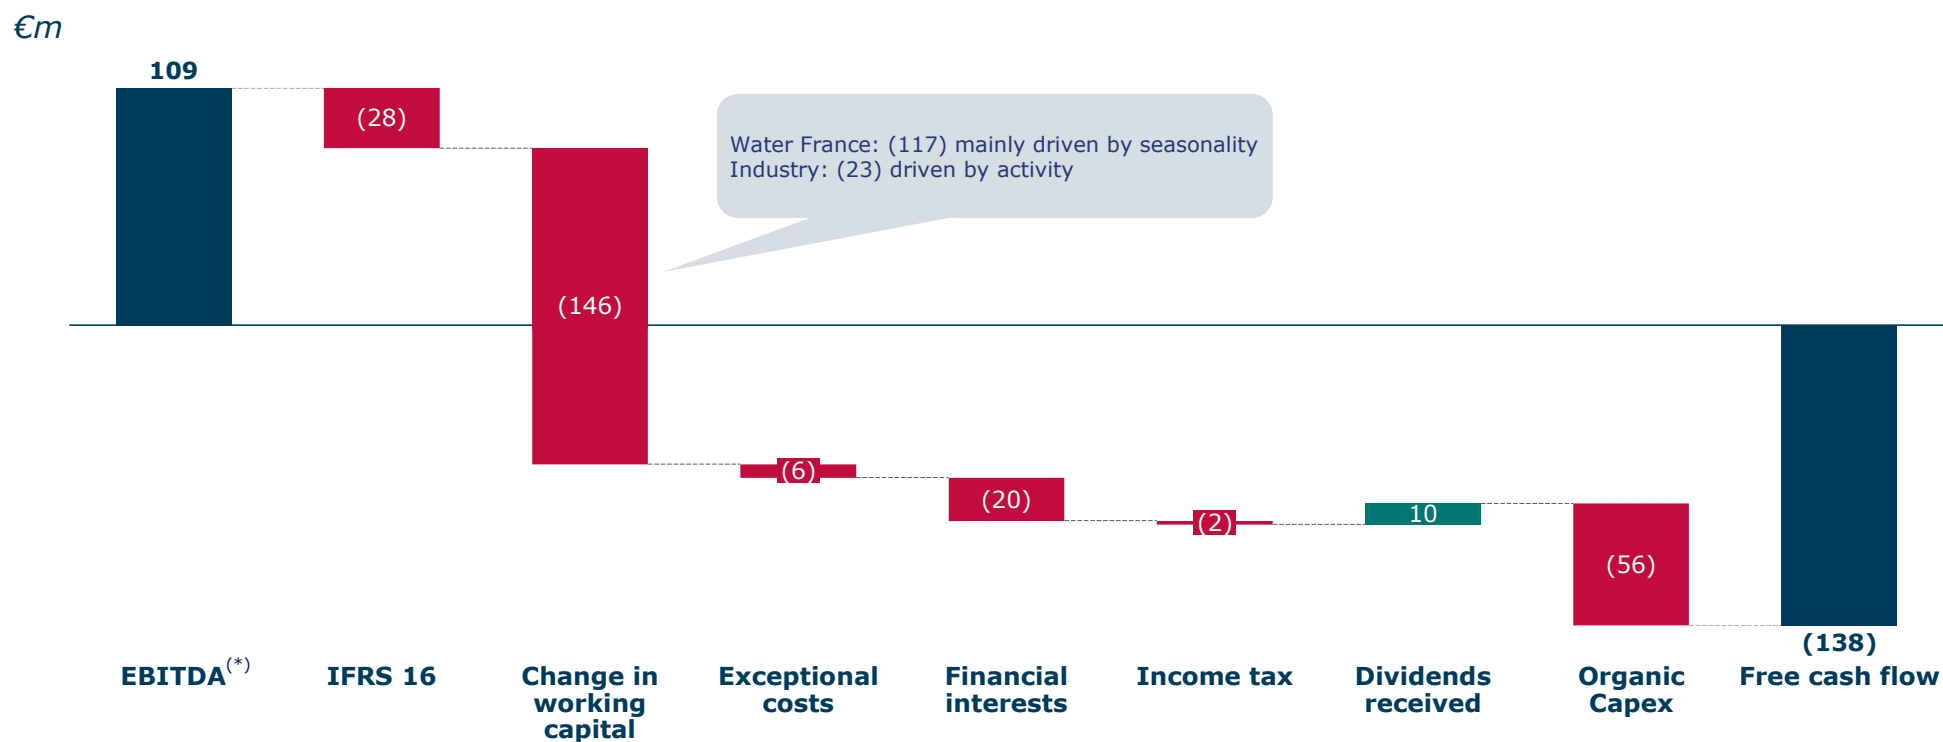 €m
109
(28)
Water France: (117) mainly driven by seasonality
Industry: (23) driven by activity
(146)
(6)
(20)
(2)
10
(56)
(138)
EBITDA(*)
IFRS 16
Change in
working
capital
Exceptional
costs
Financial
interests
Income tax
Dividends
received
Organic
Capex
Free cash flow